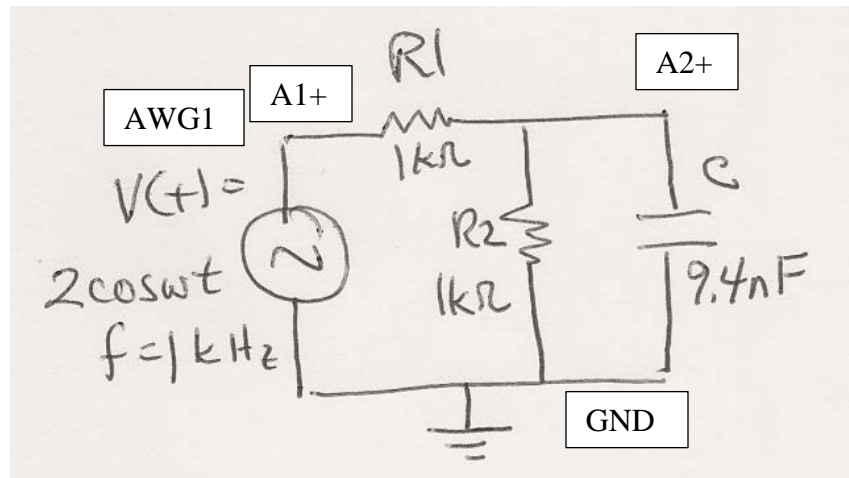 R1
A2+
A1+
AWG1
1kΩ
V(t)=
C
R2
2coswt
9.4nF
1kΩ
f=1kHz
GND